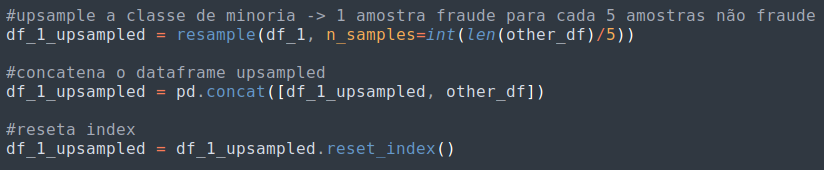 #upsample a classe de minoria -> 1 amostra fraude para cada 5 amostras não fraude
df_1_upsampled = resample(df_1, n_samples=int(len(other_df)/5))
#concatena o dataframe upsampled
df_1_upsampled = pd.concat([df_1_upsampled, other_df])
#reseta index
df_1_upsampled = df_1_upsampled.reset_index()